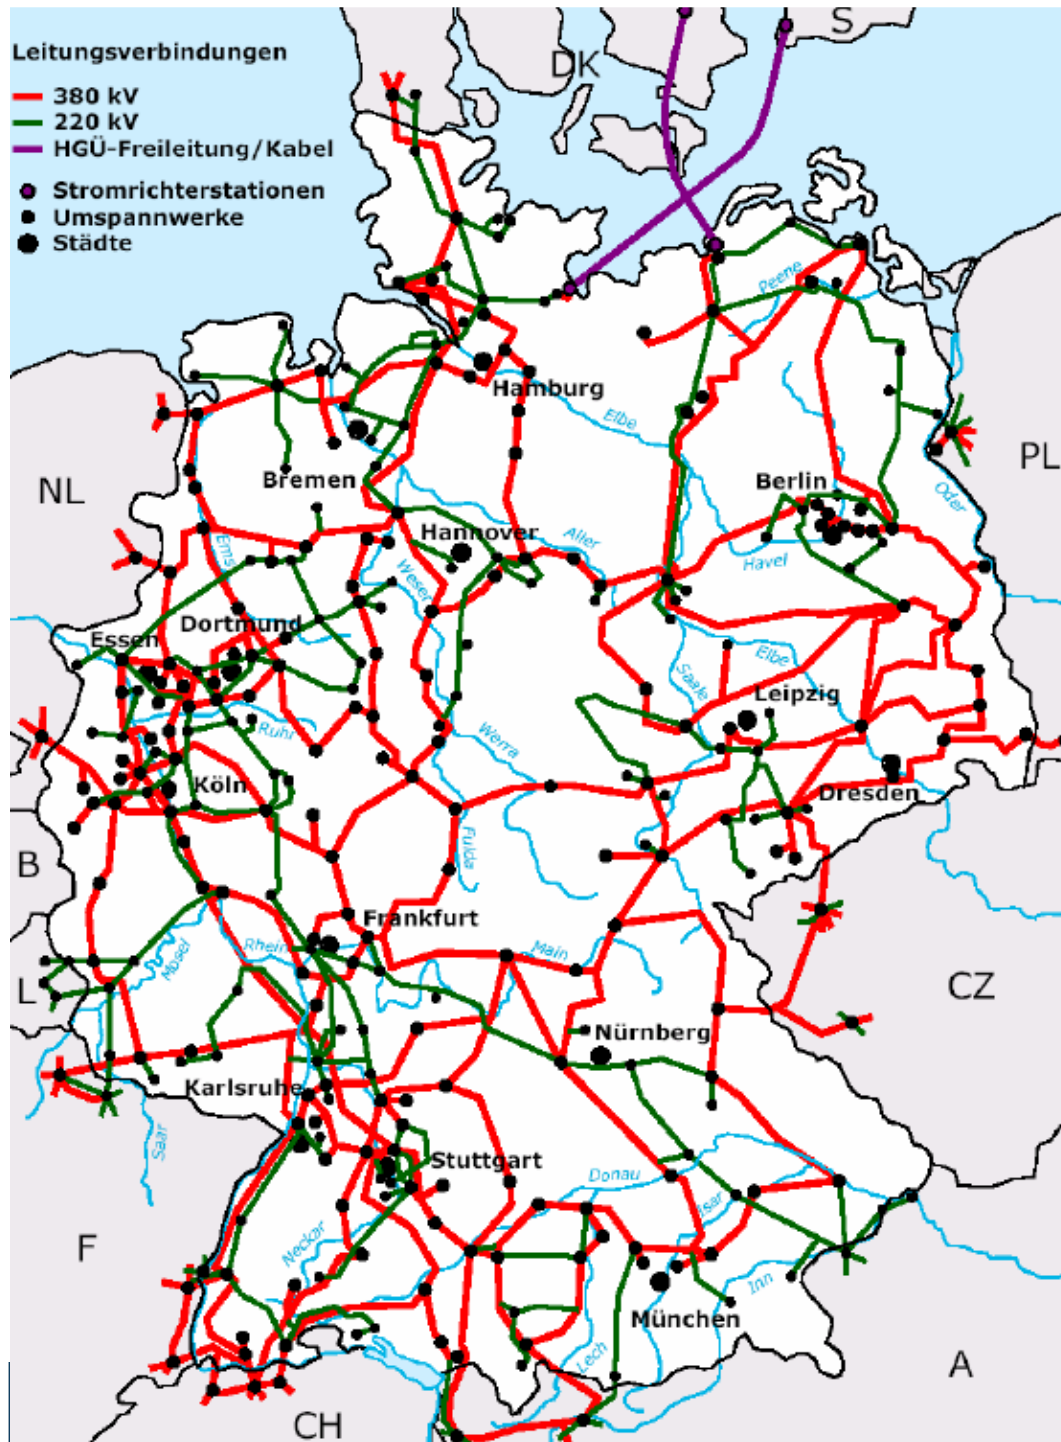 Leitungsverbindungen
380 kV
220 kV
HGÜ-Freileitung/Kabel
Stromrichterstationen
Umspannwerke
Städte
S
DK
Peene
Hamburg
Elbe
PL
NL
Bremen
Berlin
Oder
Ems
Hannover
Aller
Havel
Weser
Dortmund
Essen
Elbe
Saale
Leipzig
Ruhr
Werra
Köln
Dresden
B
Fulda
Frankfurt
Mosel
Rhein
Main
L
CZ
Nürnberg
Karlsruhe
Saar
Stuttgart
Donau
Isar
F
Neckar
Inn
München
Lech
A
CH